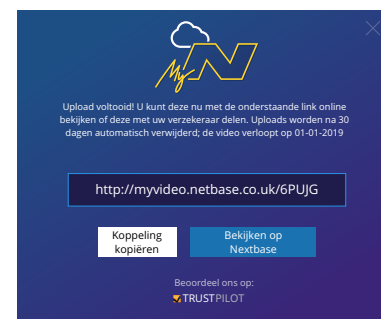 My N
Upload voltooid! U kunt deze nu met de onderstaande link online
bekijken of deze met uw verzekeraar delen. Uploads worden na 30
dagen automatisch verwijderd; de video verloopt op 01-01-2019
http://myvideo.netbase.co.uk/6PUJG
Koppeling
kopiëren
Bekijken op
Nextbase
Beoordeel ons op:
TRUSTPILOT